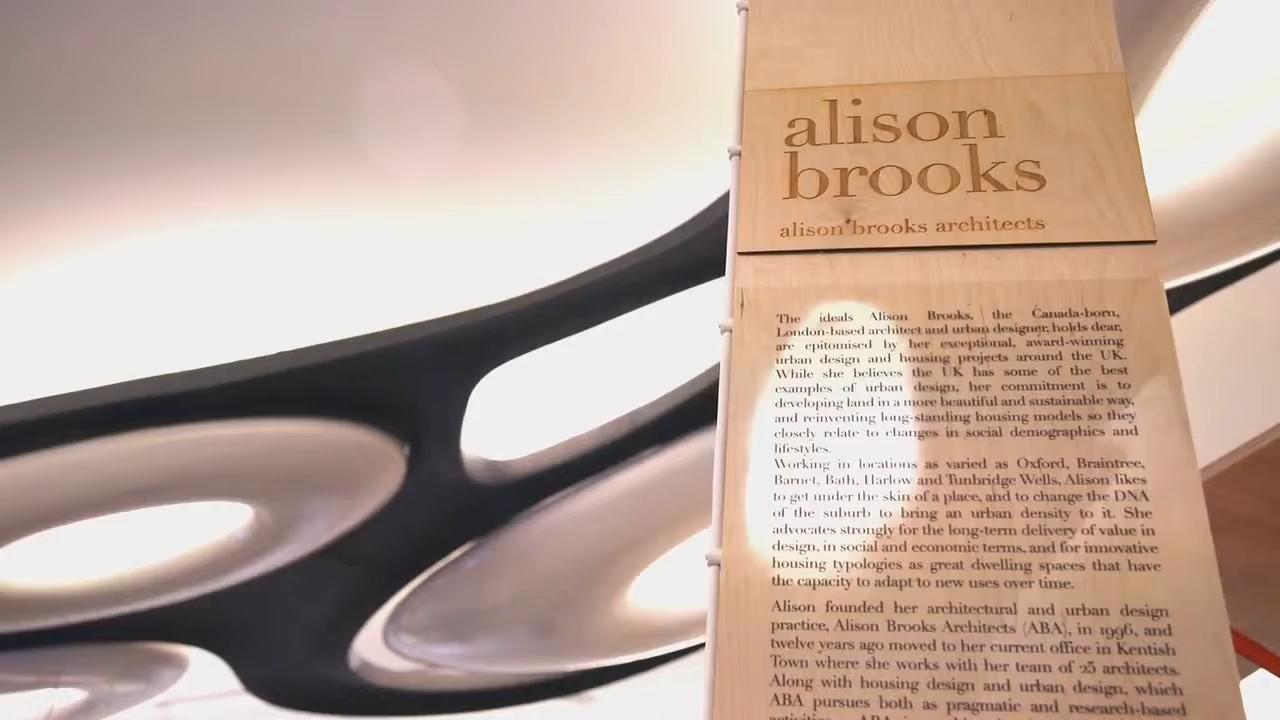 alison
brooks
alison brooks architects
The ideals Alison Brooks, the Canada-born,
London-based architect and urban designer, holds dear,
are epitomised by her exceptional, award-winning
urban design and housing projects around the UK.
While she believes the UK has some of the best
examples of urban design, her commitment is to
developing land in a more beautiful and sustainable way,
and reinventing long-standing housing models so they
closely relate to changes in social demographics and
lifestyles.
Working in locations as varied as Oxford, Braintree,
Barnet, Bath, Harlow and Tunbridge Wells, Alison likes
to get under the skin of a place, and to change the DNA
of the suburb to bring an urban density to it. She
advocates strongly for the long-term delivery of value in
design, in social and economic terms, and for innovative
housing typologies as great dwelling spaces that have
the capacity to adapt to new uses over time.
Alison founded her architectural and urban design
practice, Alison Brooks Architects (ABA), in 1996, and
twelve years ago moved to her current office in Kentish
Town where she works with her team of 25 architects.
Along with housing design and urban design, which
ABA pursues both as pragmatic and research-based